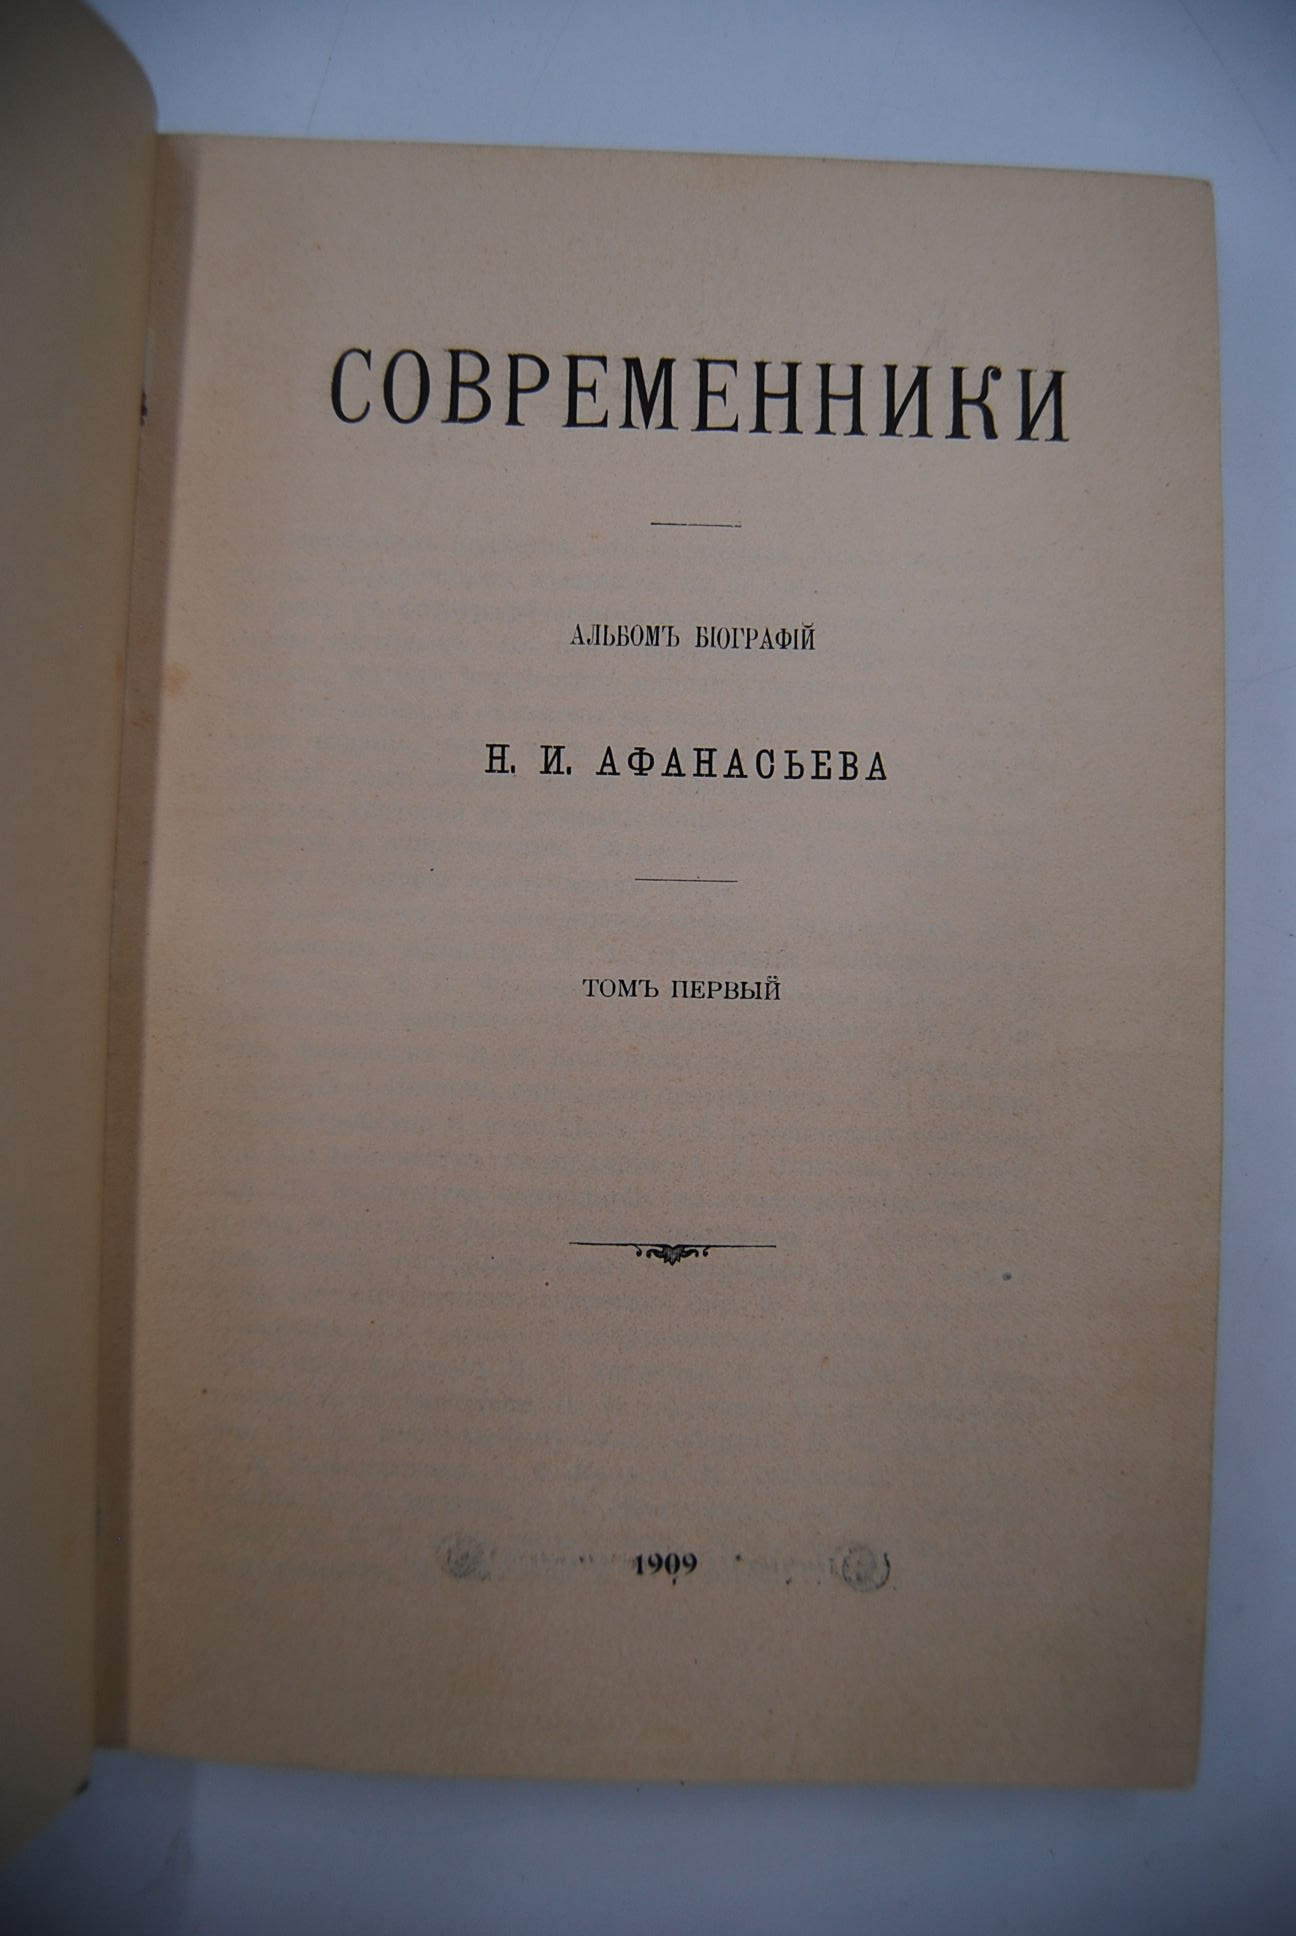 СОВРЕМЕННИКИ
АЛЬБОМЪ БІОГРАФІЙ
Н. И. АФАНАСЬЕВА
ТОМЪ ПЕРВЫЙ
1909